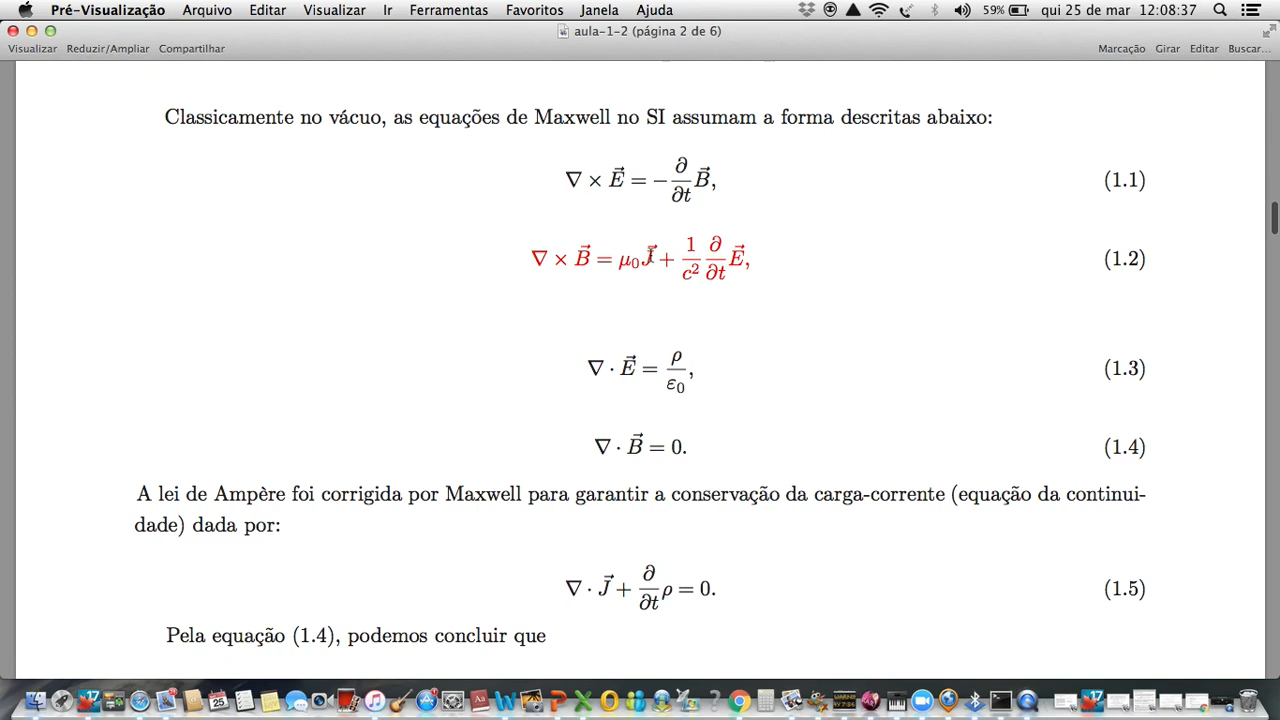 Pré-Visualização Arquivo Editar Visualizar Ir Ferramentas Favoritos Janela Ajuda 59% qui 25 de mar 12:08:37
aula-1-2 (página 2 de 6)
Visualizar Reduzir/Ampliar Compartilhar Marcação Girar Editar Buscar...
Classicamente no vácuo, as equações de Maxwell no SI assumam a forma descritas abaixo:
∇ × E⃗ = −∂/∂t B⃗, (1.1)
∇ × B⃗ = μ₀J⃗ + 1/c² ∂/∂t E⃗, (1.2)
∇ · E⃗ = ρ/ε₀, (1.3)
∇ · B⃗ = 0. (1.4)
A lei de Ampère foi corrigida por Maxwell para garantir a conservação da carga-corrente (equação da continui-
dade) dada por:
∇ · J⃗ + ∂/∂t ρ = 0. (1.5)
Pela equação (1.4), podemos concluir que